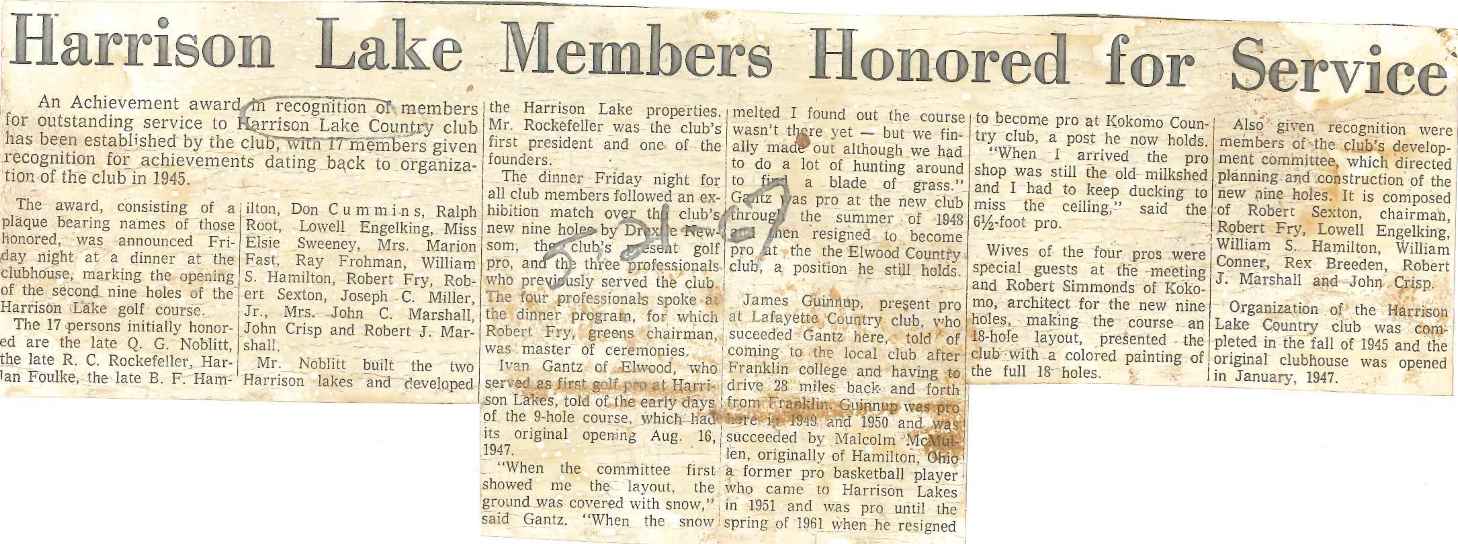 Harrison Lake Members Honored for Service
An Achievement award in recognition of members
for outstanding service to Harrison Lake Country club
has been established by the club, with 17 members given
recognition for achievements dating back to organiza-
tion of the club in 1945.
The award, consisting of a
plaque bearing names of those
honored, was announced Fri-
day night at a dinner at the
clubhouse, marking the opening
of the second nine holes of the
Harrison Lake golf course.
The 17 persons initially honor-
ed are the late Q. G. Noblitt,
the late R. C. Rockefeller, Har-
lan Foulke, the late B. F. Ham-
ilton, Don Cummins, Ralph
Root, Lowell Engelking, Miss
Elsie Sweeney, Mrs. Marion
Fast, Ray Frohman, William
S. Hamilton, Robert Fry, Rob-
ert Sexton, Joseph C. Miller,
Jr., Mrs. John C. Marshall,
John Crisp and Robert J. Mar-
shall.
Mr. Noblitt built the two
Harrison lakes and developed
the Harrison Lake properties.
Mr. Rockefeller was the club's
first president and one of the
founders.
The dinner Friday night for
all club members followed an ex-
hibition match over the club's
new nine holes by Drexle New-
som, the club's present golf
pro, and the three professionals
who previously served the club.
The four professionals spoke at
the dinner program, for which
Robert Fry, greens chairman,
was master of ceremonies.
Ivan Gantz of Elwood, who
served as first golf pro at Harri-
son Lakes, told of the early days
of the 9-hole course, which had
its original opening Aug. 16,
1947.
"When the committee first
showed me the layout, the
ground was covered with snow,"
said Gantz. "When the snow
melted I found out the course
wasn't there yet — but we fin-
ally made out although we had
to do a lot of hunting around
to find a blade of grass."
Gantz was pro at the new club
through the summer of 1948
and then resigned to become
pro at the the Elwood Country
club, a position he still holds.
James Guinnup, present pro
at Lafayette Country club, who
suceeded Gantz here, told of
coming to the local club after
Franklin college and having to
drive 28 miles back and forth
from Franklin. Guinnup was pro
here in 1949 and 1950 and was
succeeded by Malcolm McMul-
len, originally of Hamilton, Ohio
a former pro basketball player
who came to Harrison Lakes
in 1951 and was pro until the
spring of 1961 when he resigned
to become pro at Kokomo Coun-
try club, a post he now holds.
"When I arrived the pro
shop was still the old milkshed
and I had to keep ducking to
miss the ceiling," said the
6½-foot pro.
Wives of the four pros were
special guests at the meeting
and Robert Simmonds of Koko-
mo, architect for the new nine
holes, making the course an
18-hole layout, presented the
club with a colored painting of
the full 18 holes.
Also given recognition were
members of the club's develop-
ment committee, which directed
planning and construction of the
new nine holes. It is composed
of Robert Sexton, chairman,
Robert Fry, Lowell Engelking,
William S. Hamilton, William
Conner, Rex Breeden, Robert
J. Marshall and John Crisp.
Organization of the Harrison
Lake Country club was com-
pleted in the fall of 1945 and the
original clubhouse was opened
in January, 1947.